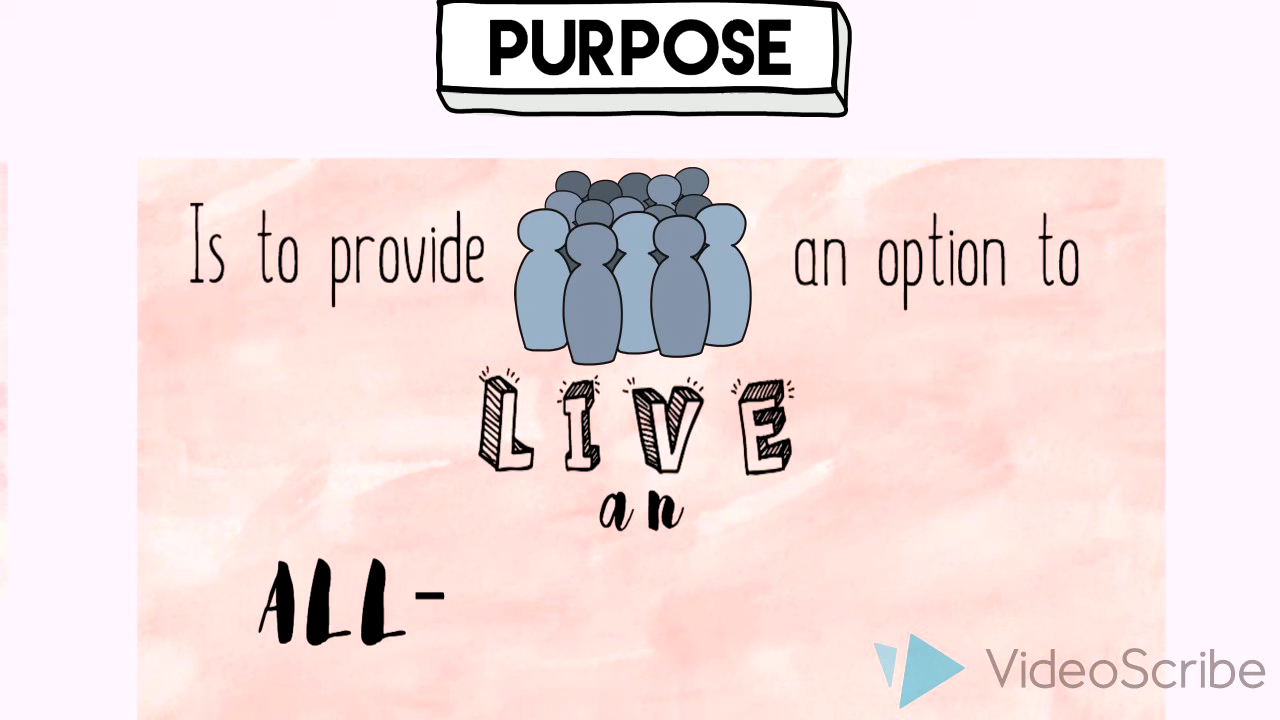 PURPOSE
Is to provide an option to
LIVE
an
ALL-
VideoScribe